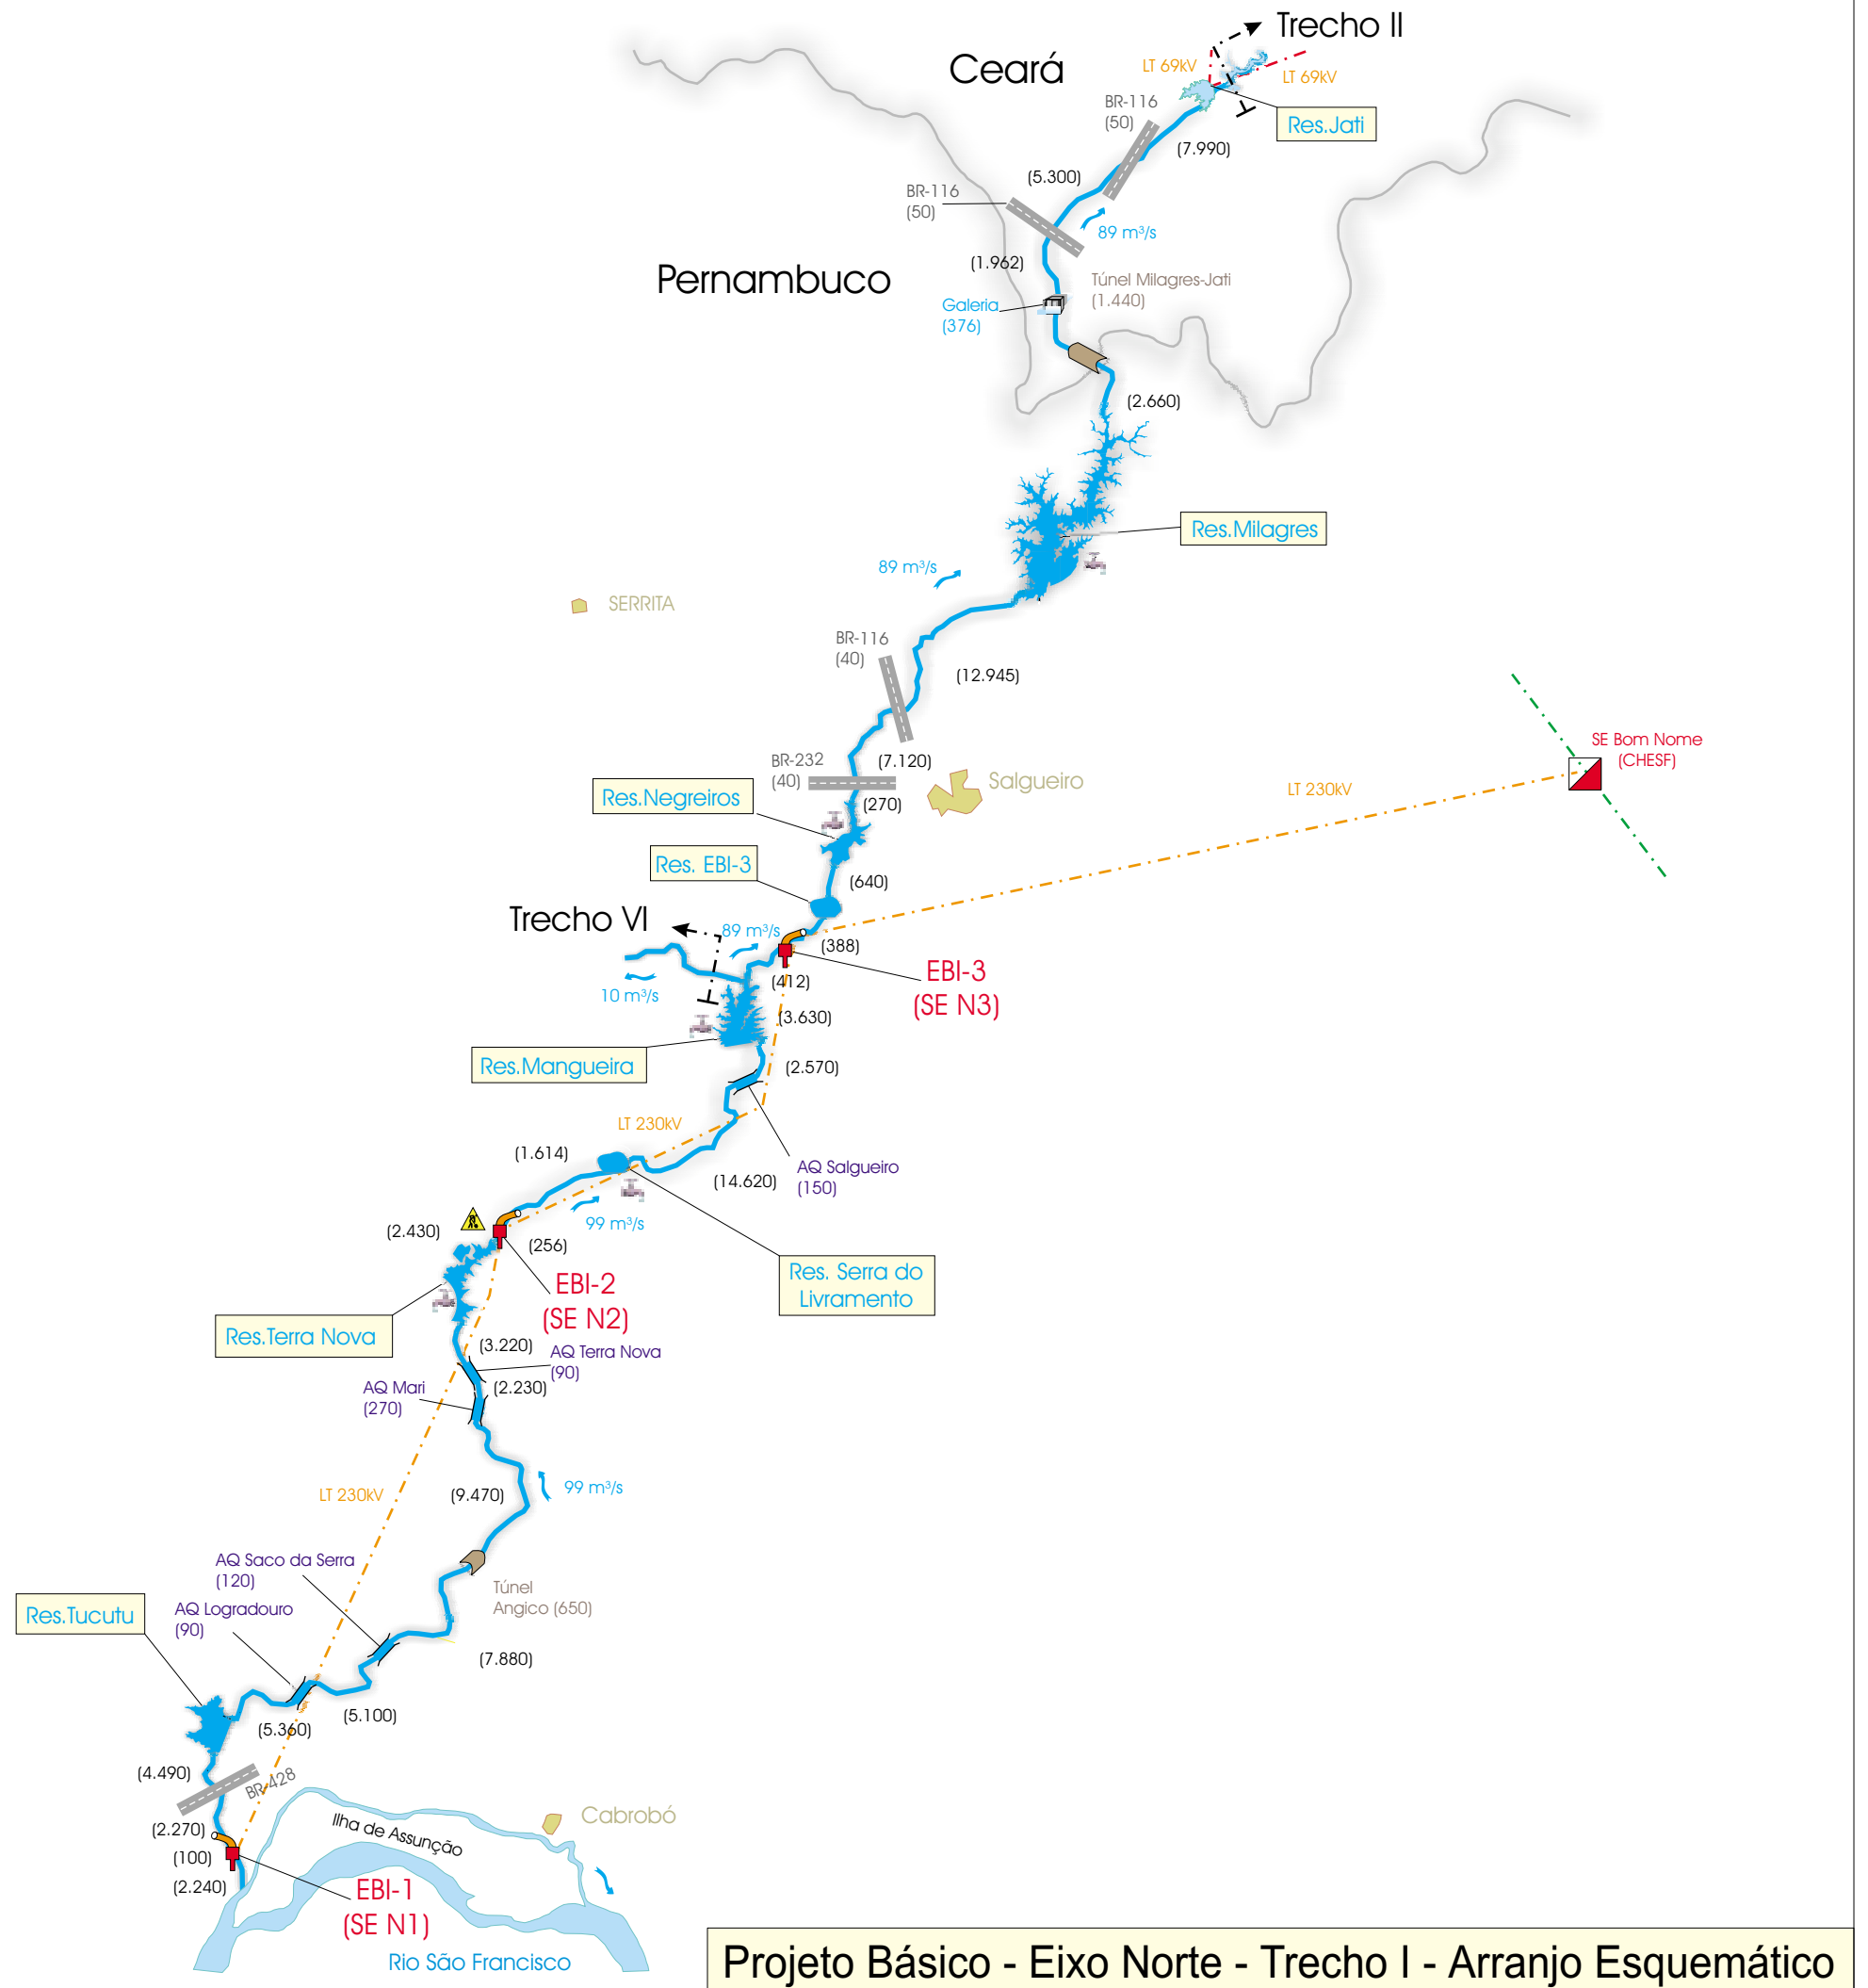 Trecho II
Ceará
LT 69kV
LT 69kV
BR-116
(50)
Res.Jati
(7.990)
(5.300)
BR-116
(50)
89 m³/s
(1.962)
Pernambuco
Túnel Milagres-Jati
(1.440)
Galeria
(376)
(2.660)
Res.Milagres
89 m³/s
SERRITA
BR-116
(40)
(12.945)
SE Bom Nome
(CHESF)
BR-232
(40)
(7.120)
Salgueiro
LT 230kV
Res.Negreiros
(270)
Res. EBI-3
(640)
Trecho VI
89 m³/s
(388)
EBI-3
(SE N3)
(412)
10 m³/s
(3.630)
Res.Mangueira
(2.570)
LT 230kV
(1.614)
AQ Salgueiro
(150)
(14.620)
99 m³/s
(2.430)
(256)
Res. Serra do
Livramento
EBI-2
(SE N2)
Res.Terra Nova
(3.220)
AQ Terra Nova
(90)
(2.230)
AQ Mari
(270)
LT 230kV
(9.470)
99 m³/s
AQ Saco da Serra
(120)
Túnel
Angico (650)
AQ Logradouro
(90)
Res.Tucutu
(7.880)
(5.100)
(5.360)
(4.490)
BR-428
Cabrobó
Ilha de Assunção
(2.270)
(100)
(2.240)
EBI-1
(SE N1)
Rio São Francisco
Projeto Básico - Eixo Norte - Trecho I - Arranjo Esquemático